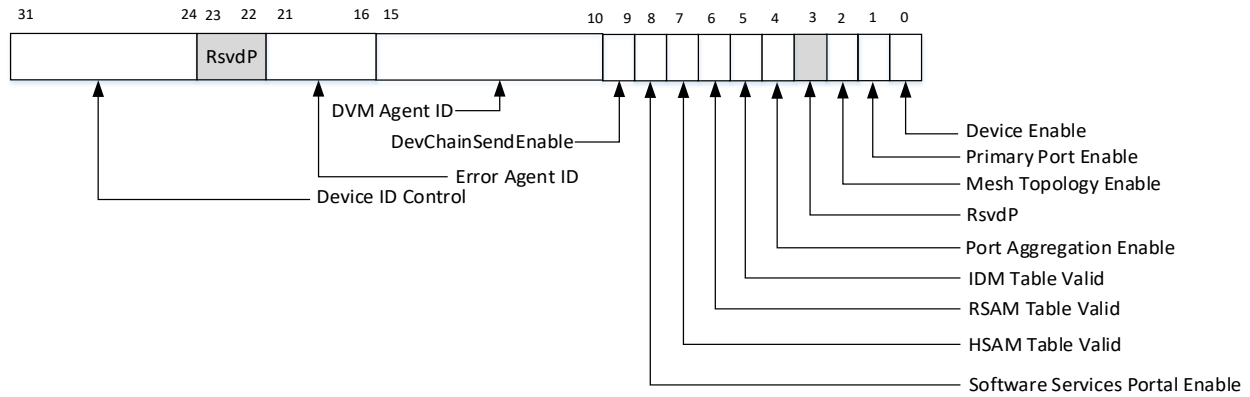 31 24 23 22 21 16 15 10 9 8 7 6 5 4 3 2 1 0
RsvdP
DVM Agent ID
DevChainSendEnable
Device Enable
Primary Port Enable
Error Agent ID
Mesh Topology Enable
Device ID Control
RsvdP
Port Aggregation Enable
IDM Table Valid
RSAM Table Valid
HSAM Table Valid
Software Services Portal Enable